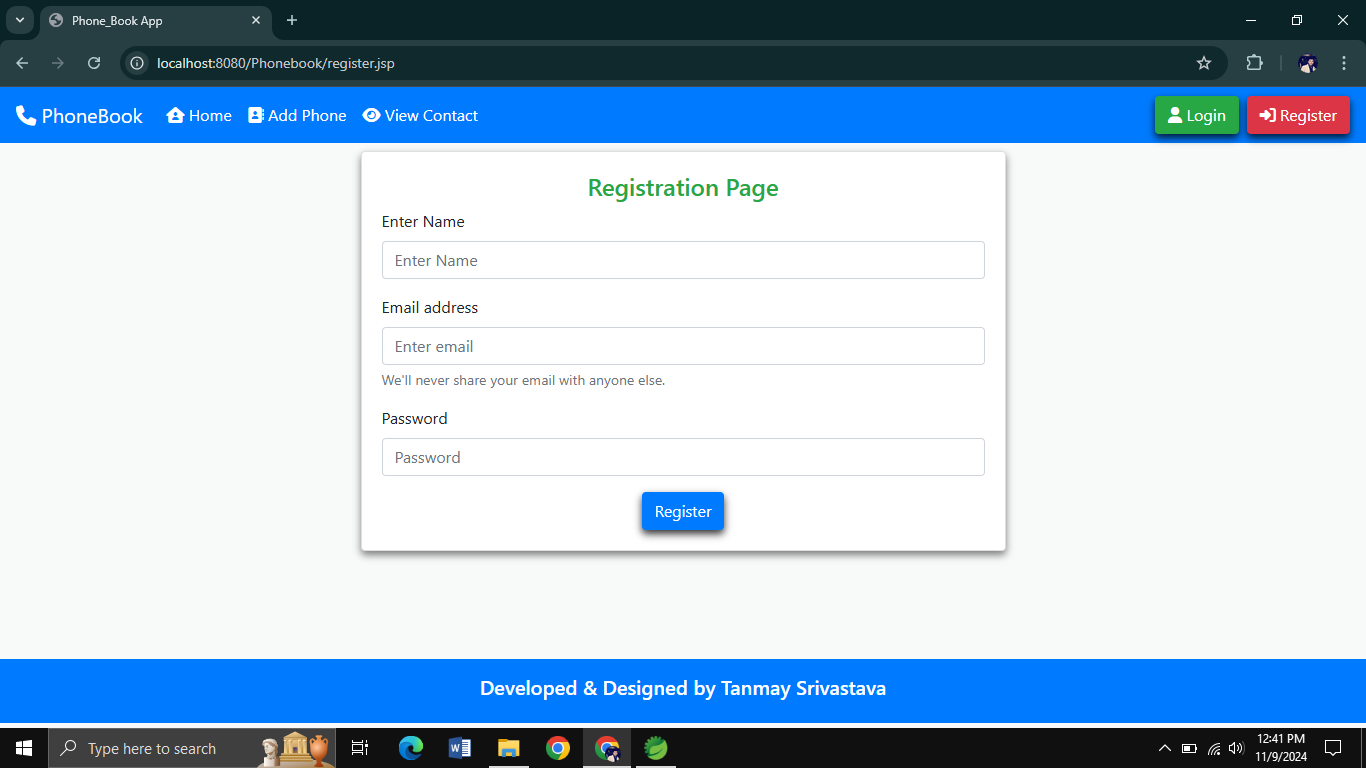 Phone_Book App
localhost:8080/Phonebook/register.jsp
PhoneBook Home Add Phone View Contact Login Register
Registration Page
Enter Name
Enter Name
Email address
Enter email
We'll never share your email with anyone else.
Password
Password
Register
Developed & Designed by Tanmay Srivastava
Type here to search
12:41 PM
11/9/2024